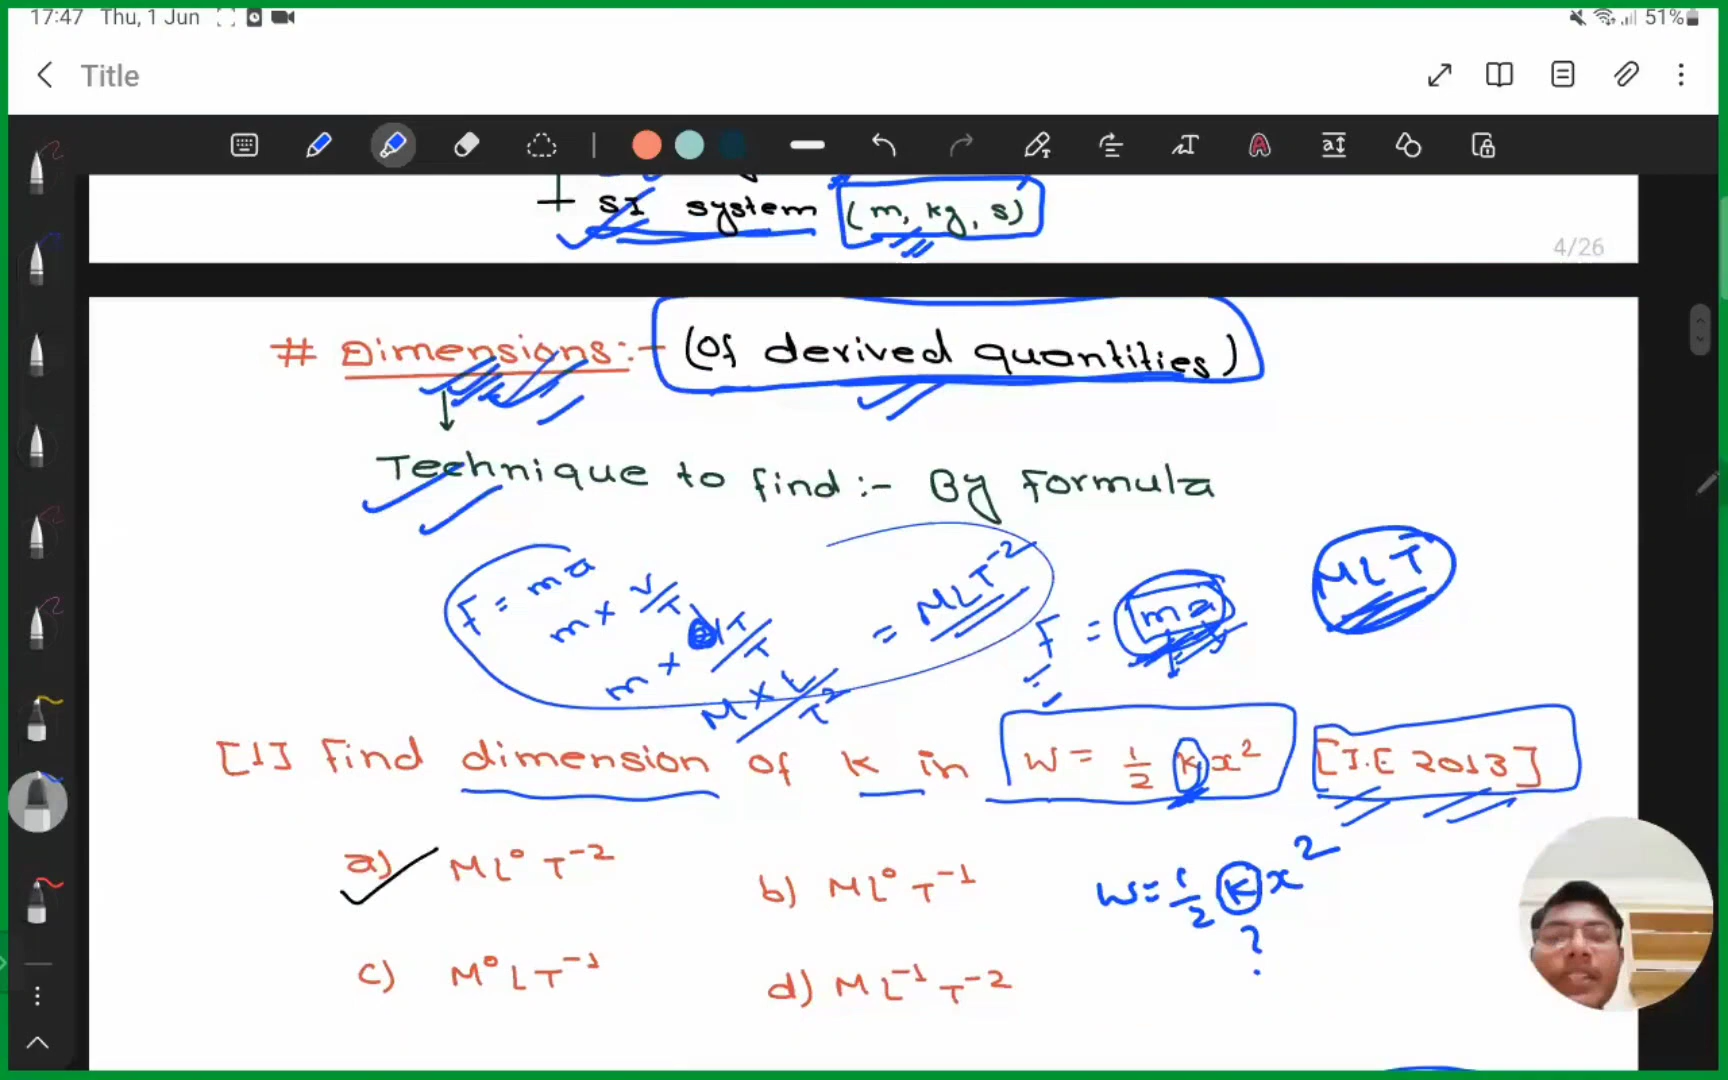 17:47 Thu, 1 Jun
51%
Title
SI system (m, kg, s)
4/26
# Dimensions:- (Of derived quantities)
Technique to find:- By Formula
F = ma
m × V/T
m × d/T/T
M × L/T²
= MLT⁻²
F = ma
MLT
[1] Find dimension of K in W = 1/2 Kx² [I.E 2013]
a) ML⁰T⁻²
b) ML⁰T⁻¹
W = 1/2 Kx²
?
c) M⁰LT⁻¹
d) ML⁻¹T⁻²